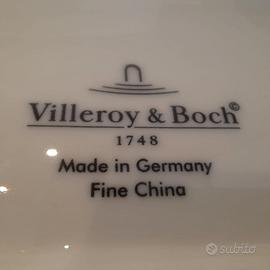 Villeroy & Boch©
1748
Made in Germany
Fine China
subito